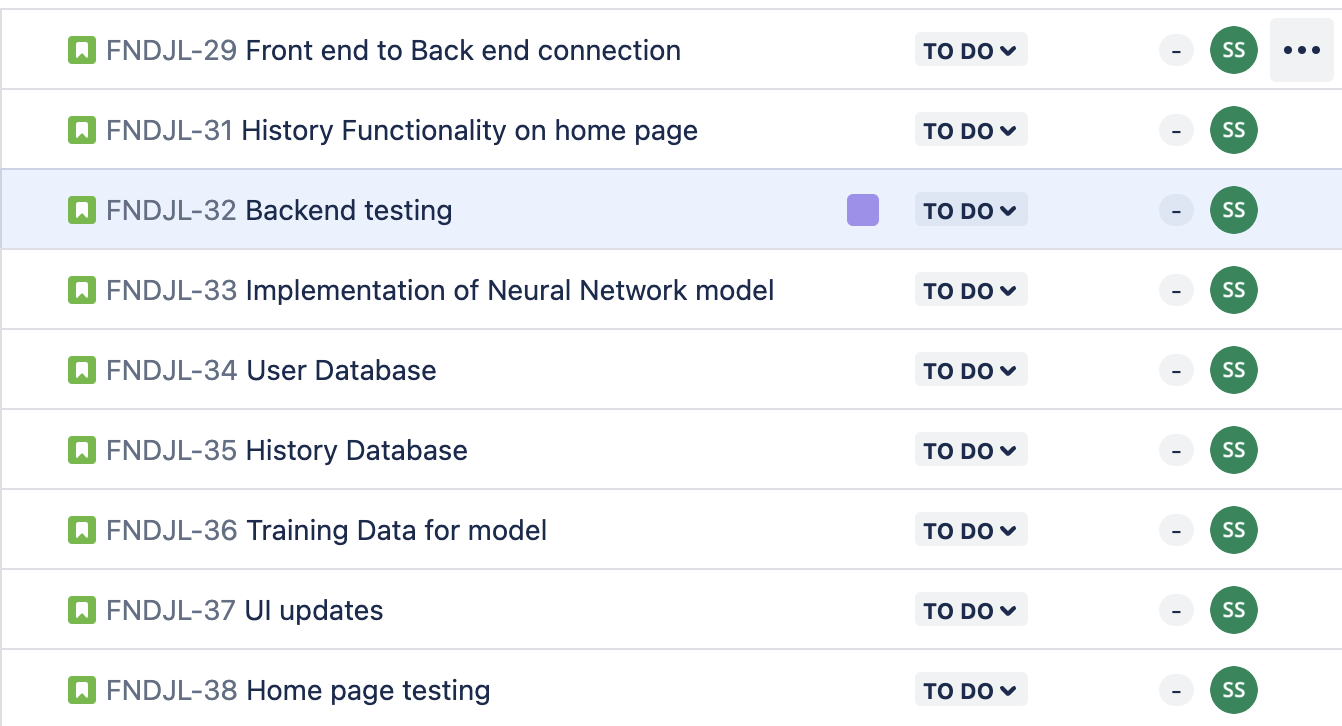 FNDJL-29 Front end to Back end connection TO DO - SS •••
FNDJL-31 History Functionality on home page TO DO - SS
FNDJL-32 Backend testing TO DO - SS
FNDJL-33 Implementation of Neural Network model TO DO - SS
FNDJL-34 User Database TO DO - SS
FNDJL-35 History Database TO DO - SS
FNDJL-36 Training Data for model TO DO - SS
FNDJL-37 UI updates TO DO - SS
FNDJL-38 Home page testing TO DO - SS